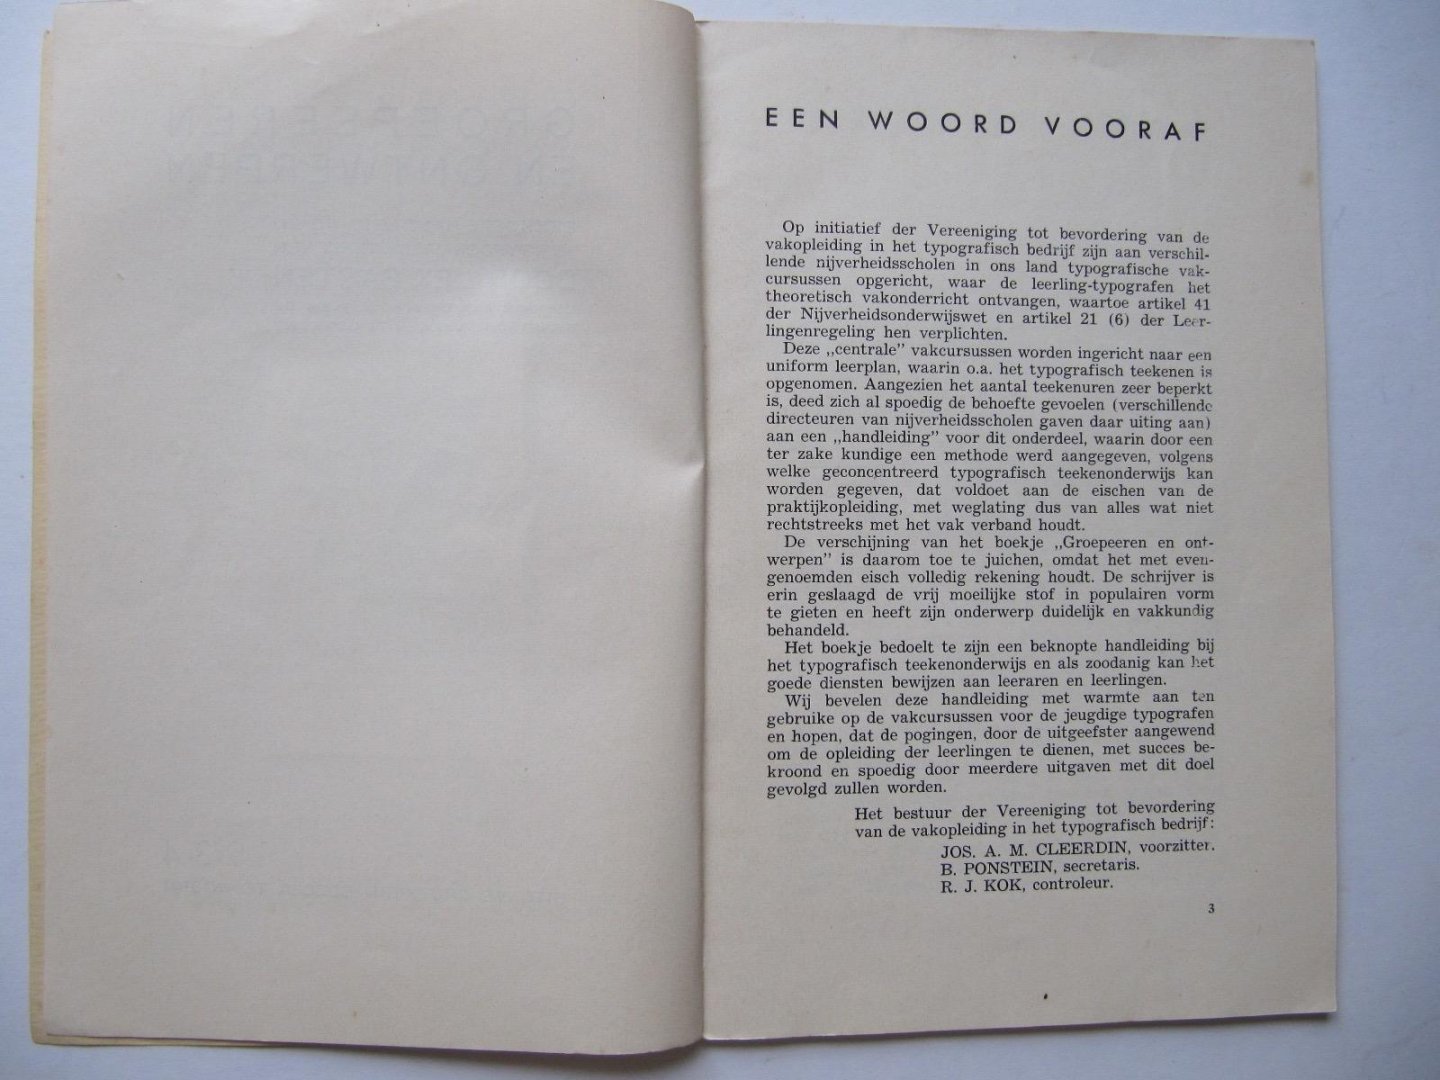 EEN WOORD VOORAF
Op initiatief der Vereeniging tot bevordering van de
vakopleiding in het typografisch bedrijf zijn aan verschil-
lende nijverheidsscholen in ons land typografische vak-
cursussen opgericht, waar de leerling-typografen het
theoretisch vakonderricht ontvangen, waartoe artikel 41
der Nijverheidsonderwijswet en artikel 21 (6) der Leer-
lingenregeling hen verplichten.
Deze „centrale” vakcursussen worden ingericht naar een
uniform leerplan, waarin o.a. het typografisch teekenen is
opgenomen. Aangezien het aantal teekenuren zeer beperkt
is, deed zich al spoedig de behoefte gevoelen (verschillende
directeuren van nijverheidsscholen gaven daar uiting aan)
aan een „handleiding” voor dit onderdeel, waarin door een
ter zake kundige een methode werd aangegeven, volgens
welke geconcentreerd typografisch teekenonderwijs kan
worden gegeven, dat voldoet aan de eischen van de
praktijkopleiding, met weglating dus van alles wat niet
rechtstreeks met het vak verband houdt.
De verschijning van het boekje „Groepeeren en ont-
werpen” is daarom toe te juichen, omdat het met even-
genoemden eisch volledig rekening houdt. De schrijver is
erin geslaagd de vrij moeilijke stof in populairen vorm
te gieten en heeft zijn onderwerp duidelijk en vakkundig
behandeld.
Het boekje bedoelt te zijn een beknopte handleiding bij
het typografisch teekenonderwijs en als zoodanig kan het
goede diensten bewijzen aan leeraren en leerlingen.
Wij bevelen deze handleiding met warmte aan ten
gebruike op de vakcursussen voor de jeugdige typografen
en hopen, dat de pogingen, door de uitgeefster aangewend
om de opleiding der leerlingen te dienen, met succes be-
kroond en spoedig door meerdere uitgaven met dit doel
gevolgd zullen worden.
Het bestuur der Vereeniging tot bevordering
van de vakopleiding in het typografisch bedrijf:
JOS. A. M. CLEERDIN, voorzitter.
B. PONSTEIN, secretaris.
R. J. KOK, controleur.
3